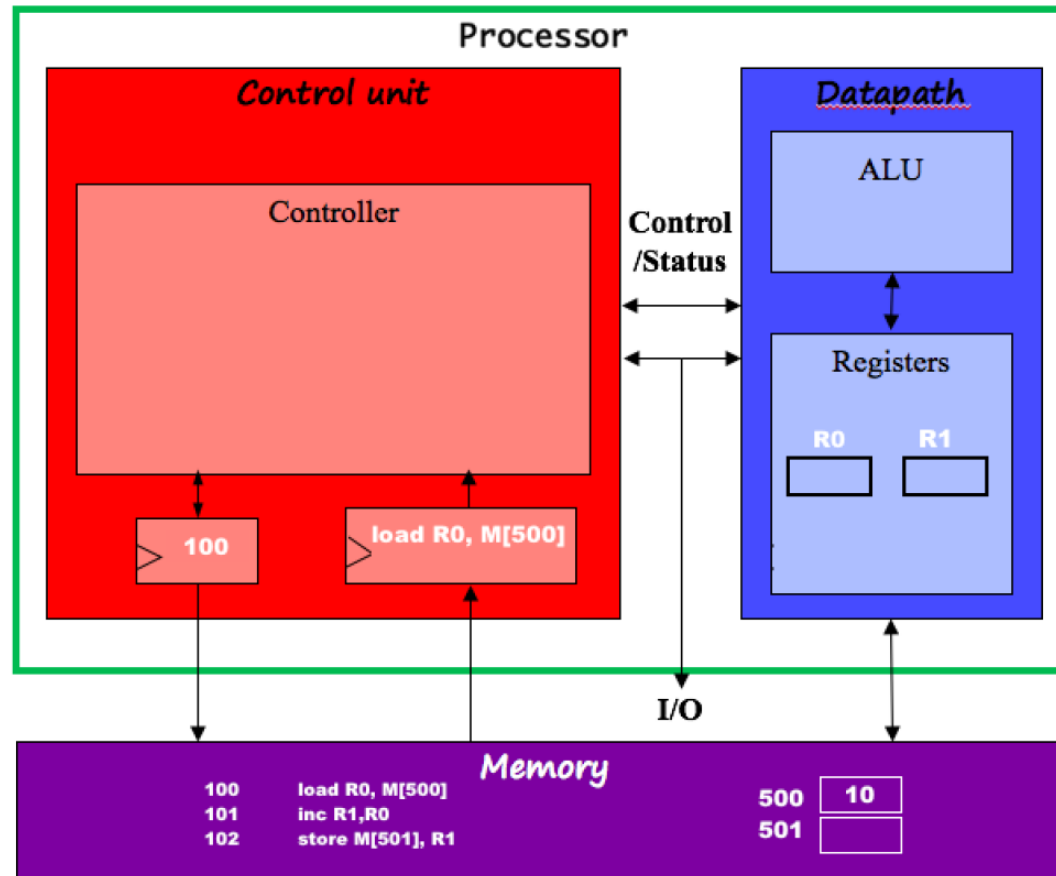 Processor
Control unit
Controller
100
load R0, M[500]
Control
/Status
Datapath
ALU
Registers
R0 R1
I/O
Memory
100 load R0, M[500]
101 inc R1,R0
102 store M[501], R1
500 10
501